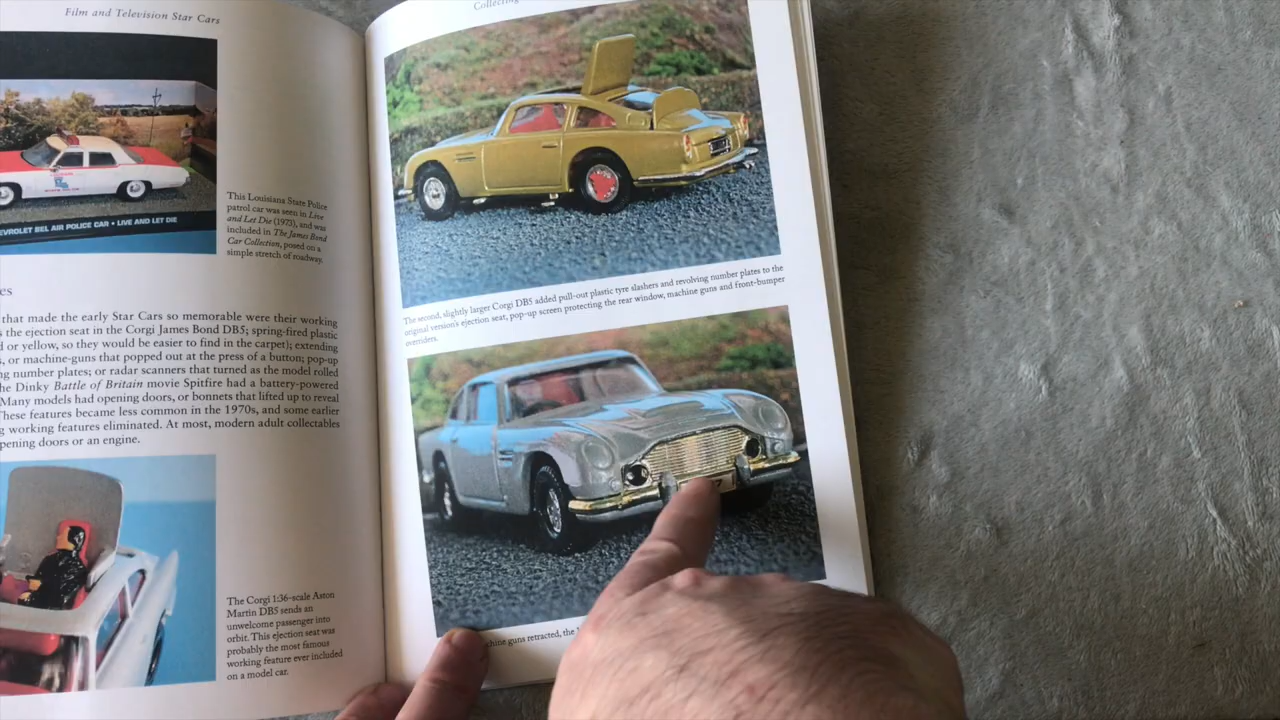 Film and Television Star Cars
EVROLET BEL AIR POLICE CAR • LIVE AND LET DIE
This Louisiana State Police
patrol car was seen in Live
and Let Die (1973), and was
included in The James Bond
Car Collection, posed on a
simple stretch of roadway.
es
that made the early Star Cars so memorable were their working
s the ejection seat in the Corgi James Bond DB5; spring-fired plastic
d or yellow, so they would be easier to find in the carpet); extending
s, or machine-guns that popped out at the press of a button; pop-up
ng number plates; or radar scanners that turned as the model rolled
he Dinky Battle of Britain movie Spitfire had a battery-powered
Many models had opening doors, or bonnets that lifted up to reveal
These features became less common in the 1970s, and some earlier
g working features eliminated. At most, modern adult collectables
pening doors or an engine.
The Corgi 1:36-scale Aston
Martin DB5 sends an
unwelcome passenger into
orbit. This ejection seat was
probably the most famous
working feature ever included
on a model car.
Collecting
The second, slightly larger Corgi DB5 added pull-out plastic tyre slashers and revolving number plates to the
original version's ejection seat, pop-up screen protecting the rear window, machine guns and front-bumper
overriders.
7
chine guns retracted, the